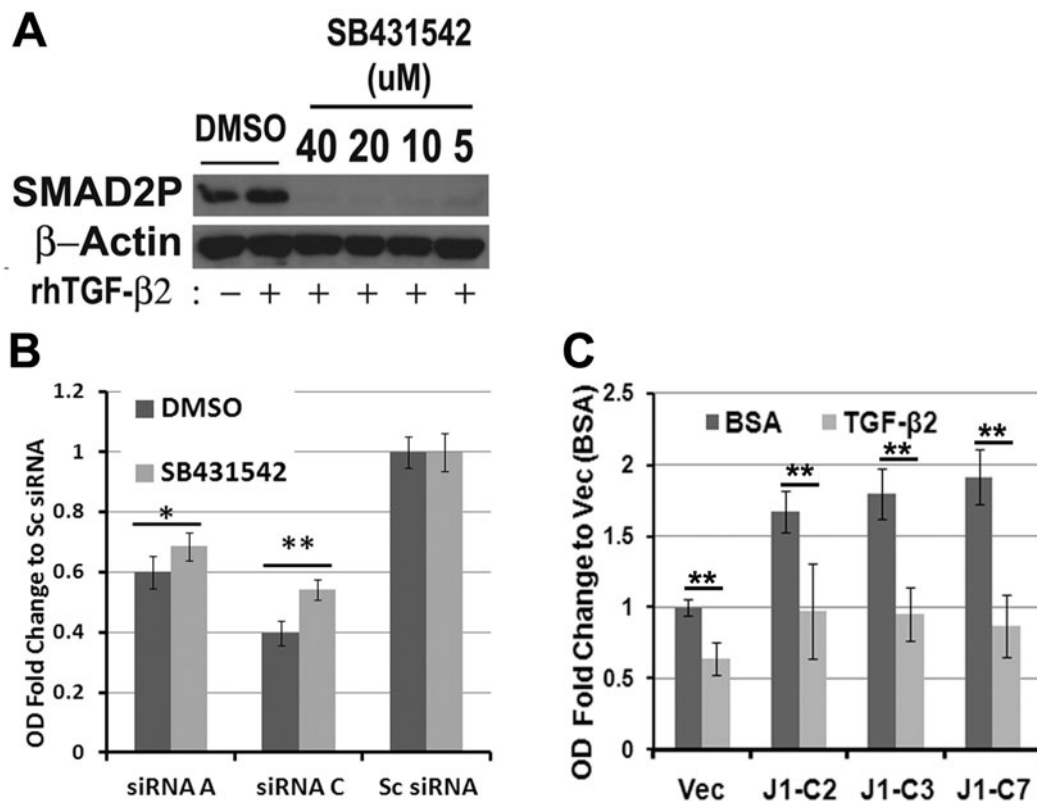 A
SB431542
(uM)
DMSO
40 20 10 5
SMAD2P
β–Actin
rhTGF-β2 : − + + + + +
B
OD Fold Change to Sc siRNA
1.2
1
0.8
0.6
0.4
0.2
0
DMSO
SB431542
*
**
siRNA A siRNA C Sc siRNA
C
OD Fold Change to Vec (BSA)
2.5
2
1.5
1
0.5
0
BSA TGF-β2
**
**
**
**
Vec J1-C2 J1-C3 J1-C7